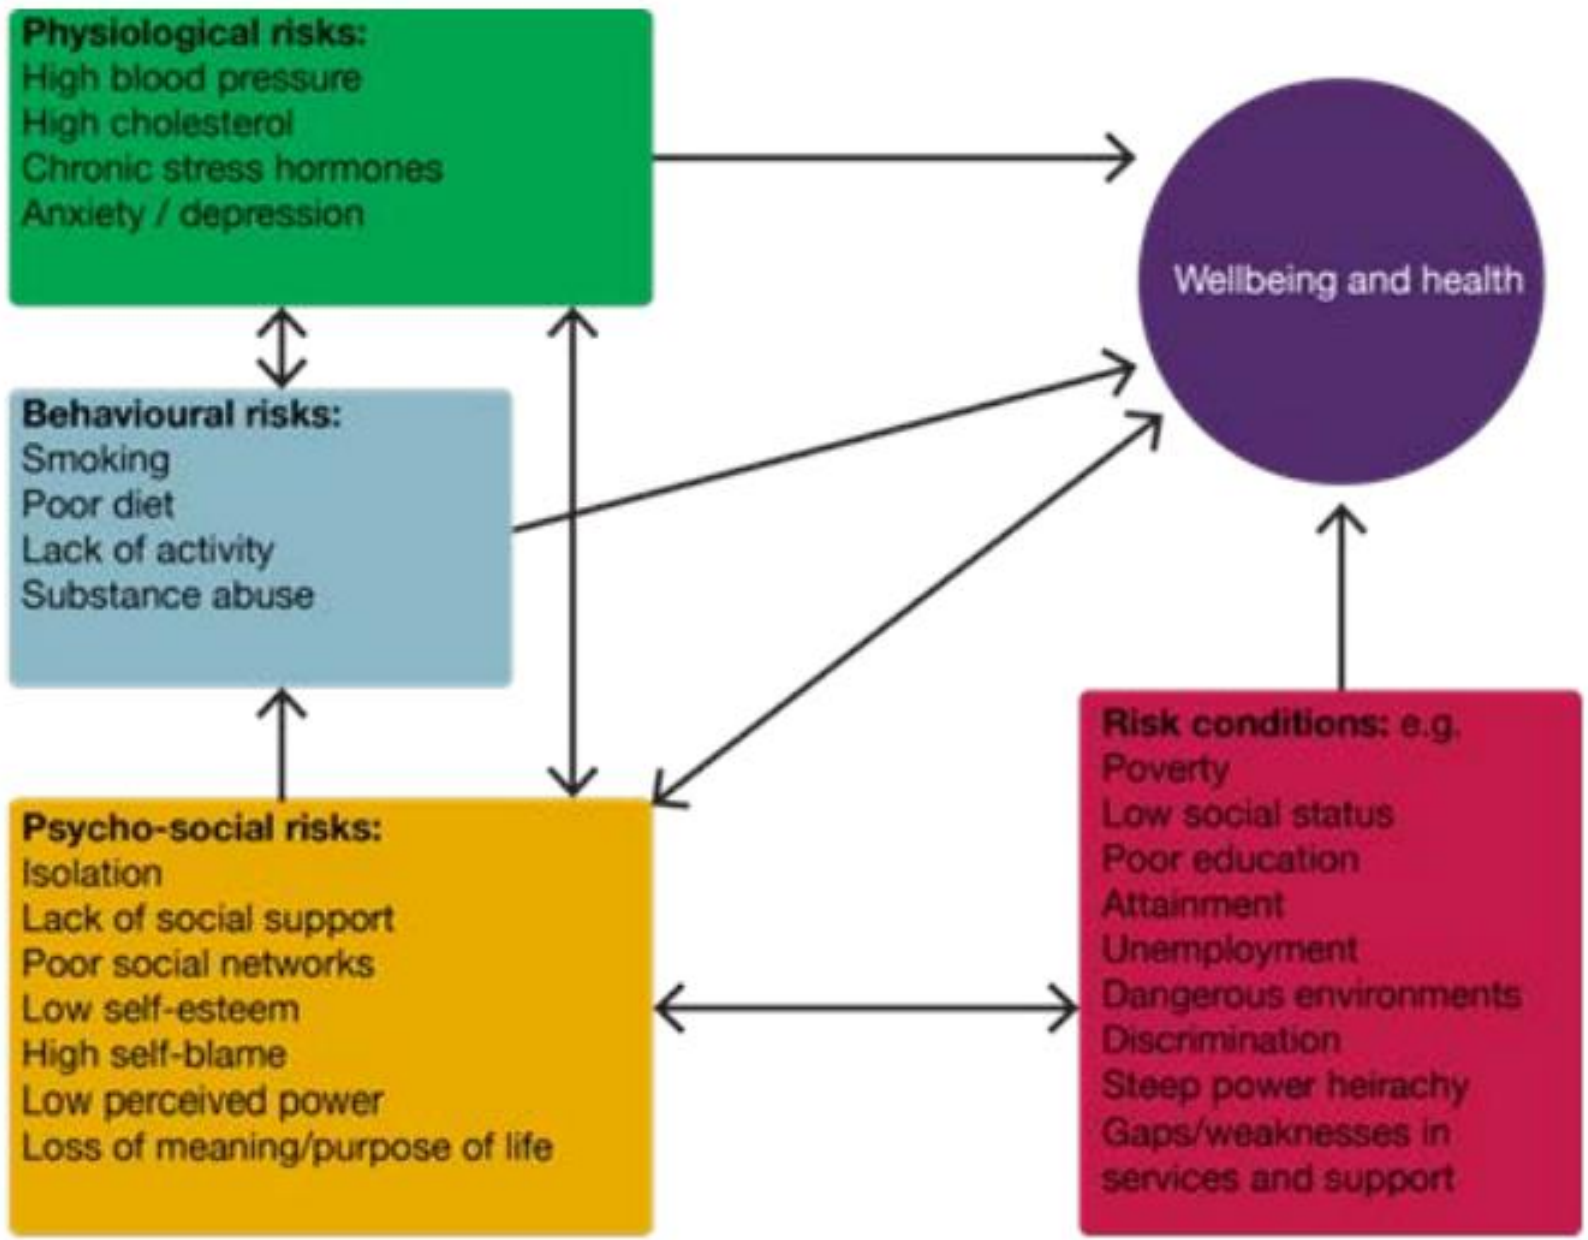 Physiological risks:
High blood pressure
High cholesterol
Chronic stress hormones
Anxiety / depression
Wellbeing and health
Behavioural risks:
Smoking
Poor diet
Lack of activity
Substance abuse
Psycho-social risks:
Isolation
Lack of social support
Poor social networks
Low self-esteem
High self-blame
Low perceived power
Loss of meaning/purpose of life
Risk conditions: e.g.
Poverty
Low social status
Poor education
Attainment
Unemployment
Dangerous environments
Discrimination
Steep power heirachy
Gaps/weaknesses in
services and support